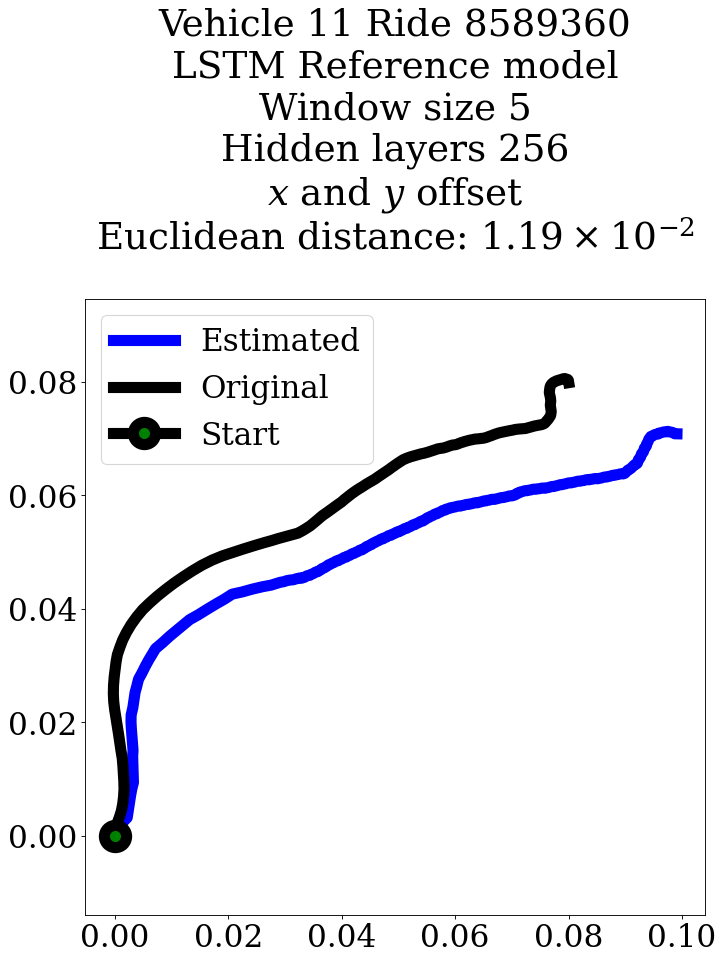 Vehicle 11 Ride 8589360
LSTM Reference model
Window size 5
Hidden layers 256
x and y offset
Euclidean distance: 1.19 × 10⁻²
Estimated
Original
Start
0.08
0.06
0.04
0.02
0.00
0.00 0.02 0.04 0.06 0.08 0.10